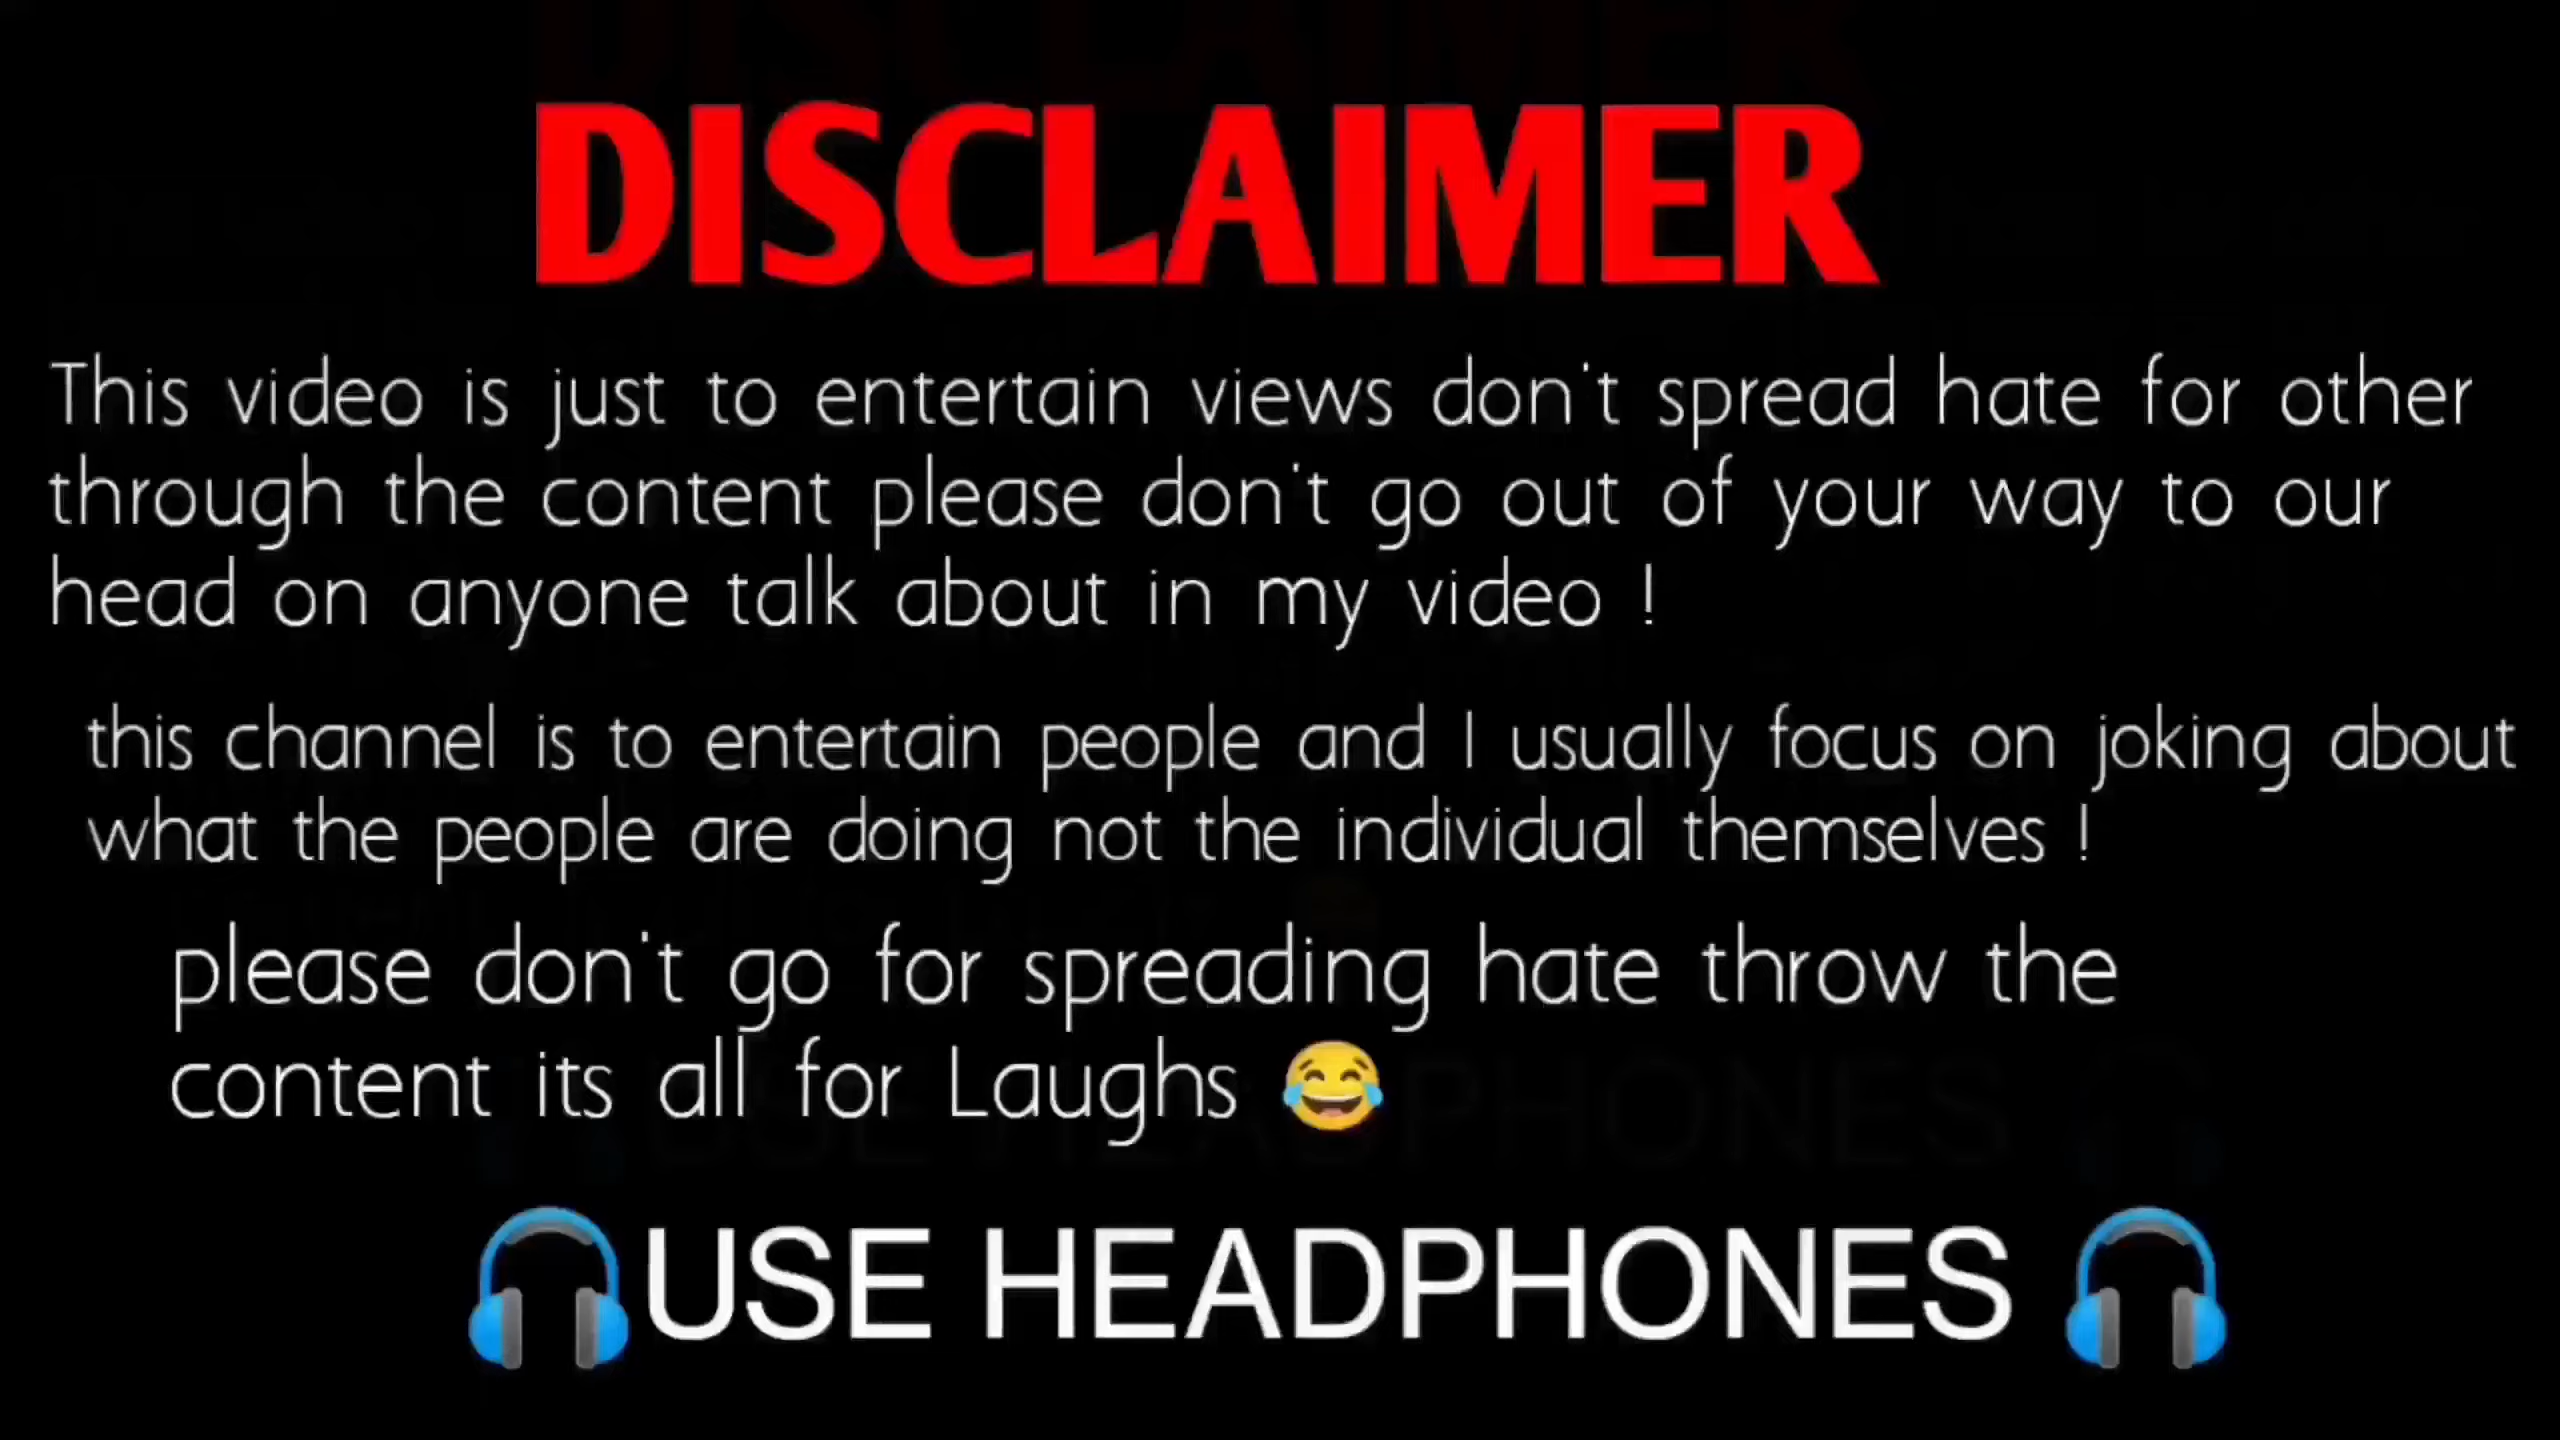 DISCLAIMER
This video is just to entertain views don't spread hate for other
through the content please don't go out of your way to our
head on anyone talk about in my video !
this channel is to entertain people and I usually focus on joking about
what the people are doing not the individual themselves !
please don't go for spreading hate throw the
content its all for Laughs 😂
🎧USE HEADPHONES 🎧